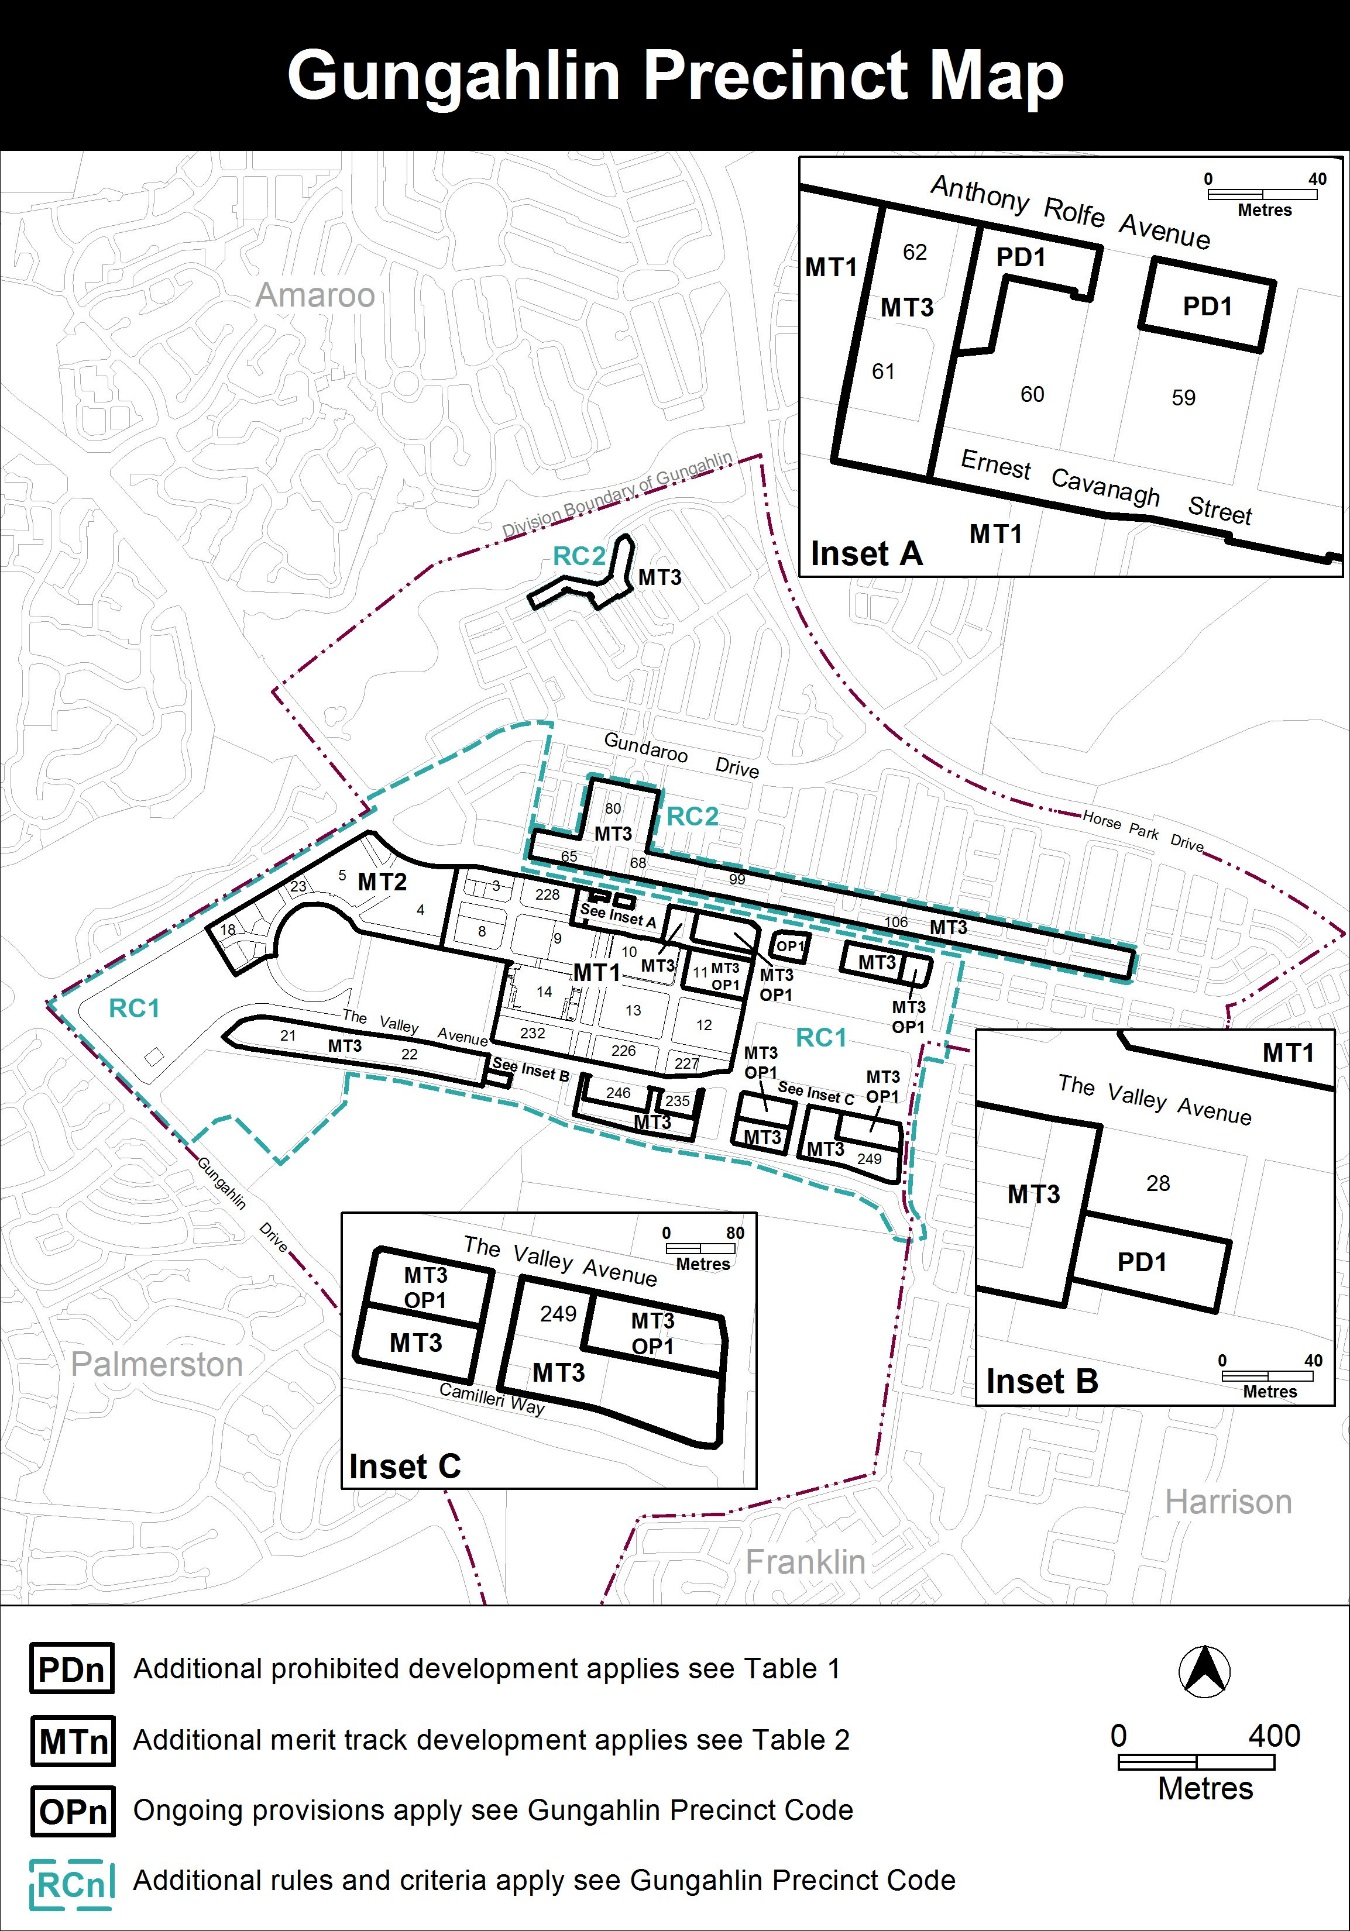 Gungahlin Precinct Map
Anthony Rolfe Avenue
0 40
Metres
MT1
62
PD1
MT3
PD1
61
60
59
Ernest Cavanagh Street
MT1
Inset A
Amaroo
Division Boundary of Gungahlin
RC2
MT3
Gundaroo Drive
Horse Park Drive
80
MT3
RC2
65
68
99
106
MT3
5
MT2
23
4
18
3
228
See Inset A
8
9
10
MT3
MT1
11
MT3
OP1
MT3
OP1
OP1
MT3
MT3
OP1
RC1
14
13
12
RC1
The Valley Avenue
21
MT3
22
232
226
227
See Inset B
246
235
MT3
MT3
OP1
See Inset C
MT3
OP1
MT3
MT3
249
Gungahlin Drive
MT1
The Valley Avenue
MT3
28
PD1
0 40
Metres
Inset B
The Valley Avenue
0 80
Metres
MT3
OP1
MT3
249
MT3
OP1
MT3
Camilleri Way
Inset C
Palmerston
Harrison
Franklin
PDn Additional prohibited development applies see Table 1
MTn Additional merit track development applies see Table 2
OPn Ongoing provisions apply see Gungahlin Precinct Code
RCn Additional rules and criteria apply see Gungahlin Precinct Code
0 400
Metres